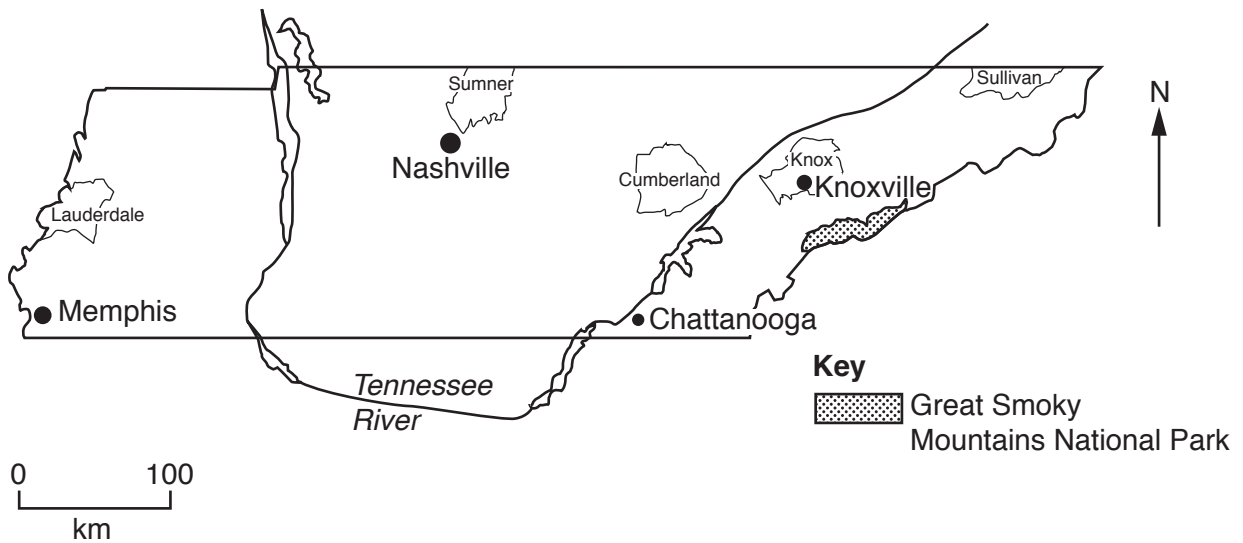 Sumner
Sullivan
N
Nashville
Knox
Cumberland
Knoxville
Lauderdale
Memphis
Chattanooga
Tennessee
River
Key
Great Smoky
Mountains National Park
0 100
km